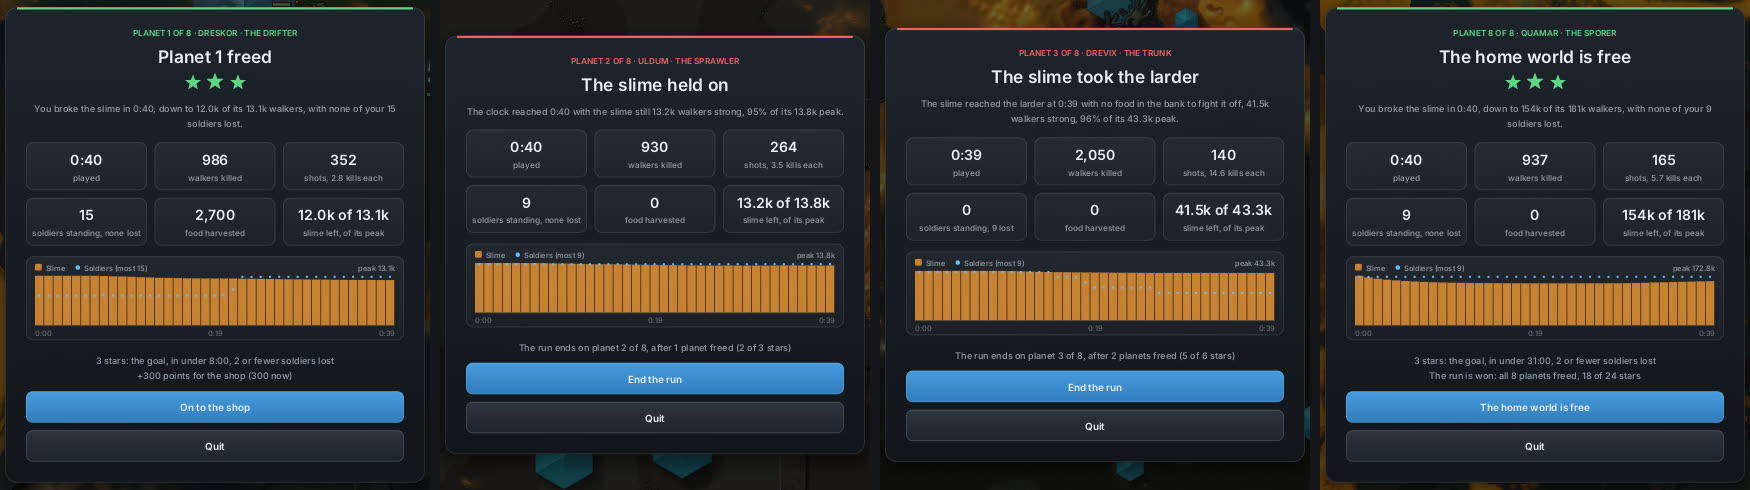 PLANET 1 OF 8 · DRESKOR · THE DRIFTER
Planet 1 freed
You broke the slime in 0:40, down to 12.0k of its 13.1k walkers, with none of your 15
soldiers lost.
0:40
played
986
walkers killed
352
shots, 2.8 kills each
15
soldiers standing, none lost
2,700
food harvested
12.0k of 13.1k
slime left, of its peak
Slime
Soldiers (most 15)
peak 13.1k
0:00
0:19
0:39
3 stars: the goal, in under 8:00, 2 or fewer soldiers lost
+300 points for the shop (300 now)
On to the shop
Quit
PLANET 2 OF 8 · ULDUM · THE SPRAWLER
The slime held on
The clock reached 0:40 with the slime still 13.2k walkers strong, 95% of its 13.8k peak.
0:40
played
930
walkers killed
264
shots, 3.5 kills each
9
soldiers standing, none lost
0
food harvested
13.2k of 13.8k
slime left, of its peak
Slime
Soldiers (most 9)
peak 13.8k
0:00
0:19
0:39
The run ends on planet 2 of 8, after 1 planet freed (2 of 3 stars)
End the run
Quit
PLANET 3 OF 8 · DREVIX · THE TRUNK
The slime took the larder
The slime reached the larder at 0:39 with no food in the bank to fight it off, 41.5k
walkers strong, 96% of its 43.3k peak.
0:39
played
2,050
walkers killed
140
shots, 14.6 kills each
0
soldiers standing, 9 lost
0
food harvested
41.5k of 43.3k
slime left, of its peak
Slime
Soldiers (most 9)
peak 43.3k
0:00
0:19
0:39
The run ends on planet 3 of 8, after 2 planets freed (5 of 6 stars)
End the run
Quit
PLANET 8 OF 8 · QUAMAR · THE SPORER
The home world is free
You broke the slime in 0:40, down to 154k of its 181k walkers, with none of your 9
soldiers lost.
0:40
played
937
walkers killed
165
shots, 5.7 kills each
9
soldiers standing, none lost
0
food harvested
154k of 181k
slime left, of its peak
Slime
Soldiers (most 9)
peak 172.8k
0:00
0:19
0:39
3 stars: the goal, in under 31:00, 2 or fewer soldiers lost
The run is won: all 8 planets freed, 18 of 24 stars
The home world is free
Quit